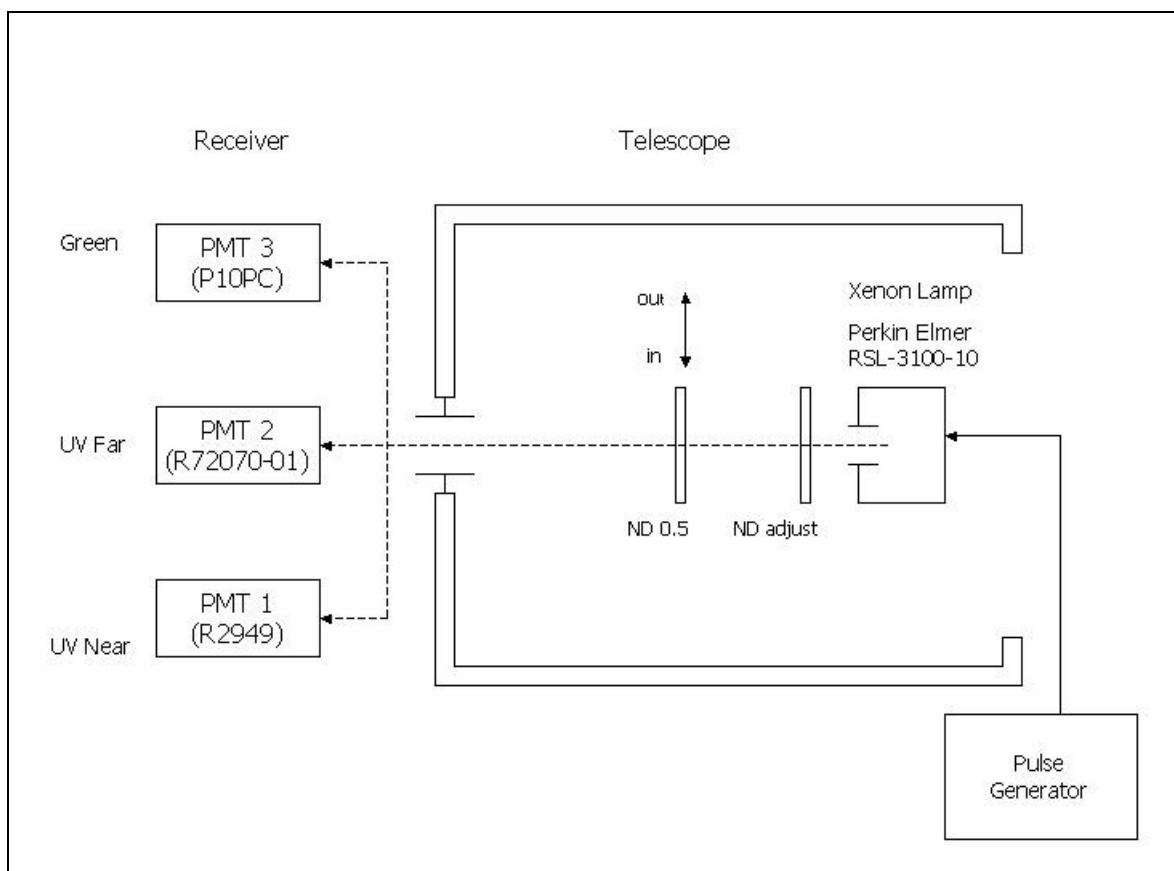 Receiver
Telescope
Green
PMT 3
(P10PC)
out
in
Xenon Lamp
Perkin Elmer
RSL-3100-10
UV Far
PMT 2
(R72070-01)
ND 0.5
ND adjust
UV Near
PMT 1
(R2949)
Pulse
Generator